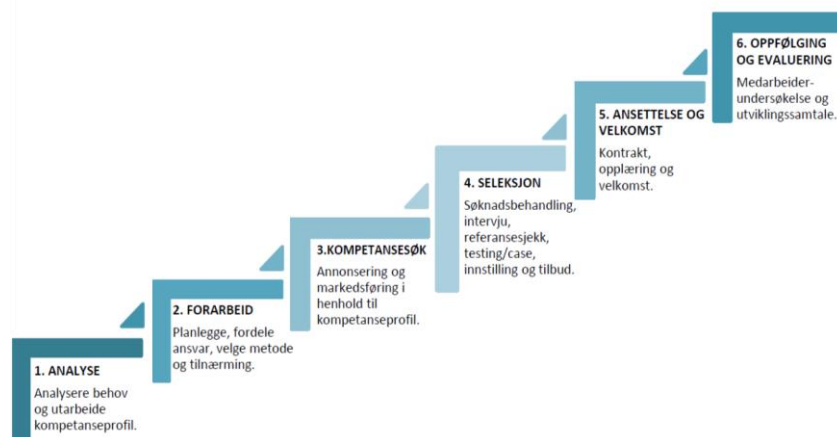 1. ANALYSE
Analysere behov
og utarbeide
kompetanseprofil.
2. FORARBEID
Planlegge, fordele
ansvar, velge metode
og tilnærming.
3.KOMPETANSESØK
Annonsering og
markedsføring i
henhold til
kompetanseprofil.
4. SELEKSJON
Søknadsbehandling,
intervju,
referansesjekk,
testing/case,
innstilling og tilbud.
5. ANSETTELSE OG
VELKOMST
Kontrakt,
opplæring og
velkomst.
6. OPPFØLGING
OG EVALUERING
Medarbeider-
undersøkelse og
utviklingssamtale.